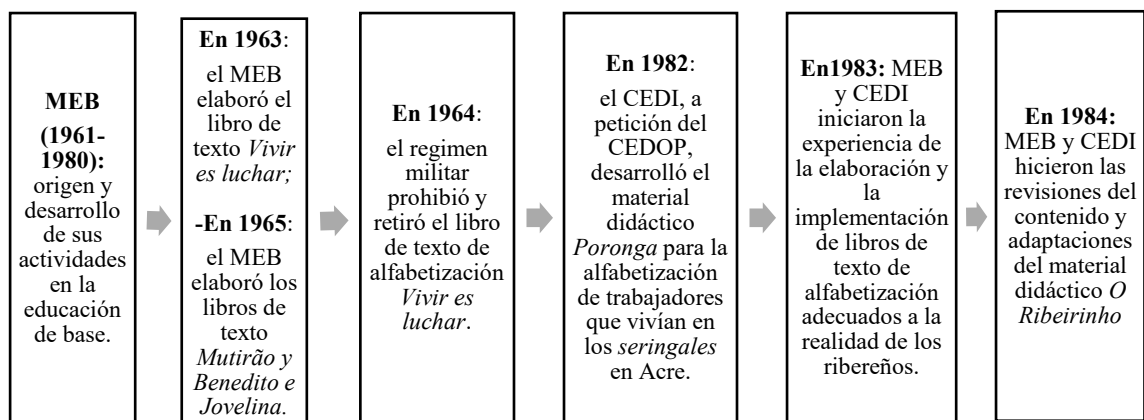 MEB
(1961-
1980):
origen y
desarrollo
de sus
actividades
en la
educación
de base.
En 1963:
el MEB
elaboró el
libro de
texto Vivir
es luchar;
-En 1965:
el MEB
elaboró los
libros de
texto
Mutirão y
Benedito e
Jovelina.
En 1964:
el regimen
militar
prohibió y
retiró el libro
de texto de
alfabetización
Vivir es
luchar.
En 1982:
el CEDI, a
petición del
CEDOP,
desarrolló el
material
didáctico
Poronga para la
alfabetización
de trabajadores
que vivían en
los seringales
en Acre.
En1983: MEB
y CEDI
iniciaron la
experiencia de
la elaboración y
la
implementación
de libros de
texto de
alfabetización
adecuados a la
realidad de los
ribereños.
En 1984:
MEB y CEDI
hicieron las
revisiones del
contenido y
adaptaciones
del material
didáctico O
Ribeirinho